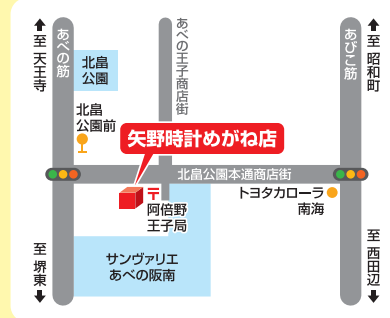 至 天王寺
あべの筋
北畠
公園
あべの王子商店街
あびこ筋
至 昭和町
北畠
公園前
矢野時計めがね店
北畠公園本通商店街
〒
阿倍野
王子局
トヨタカローラ
南海
サンヴァリエ
あべの阪南
至 堺東
至 西田辺